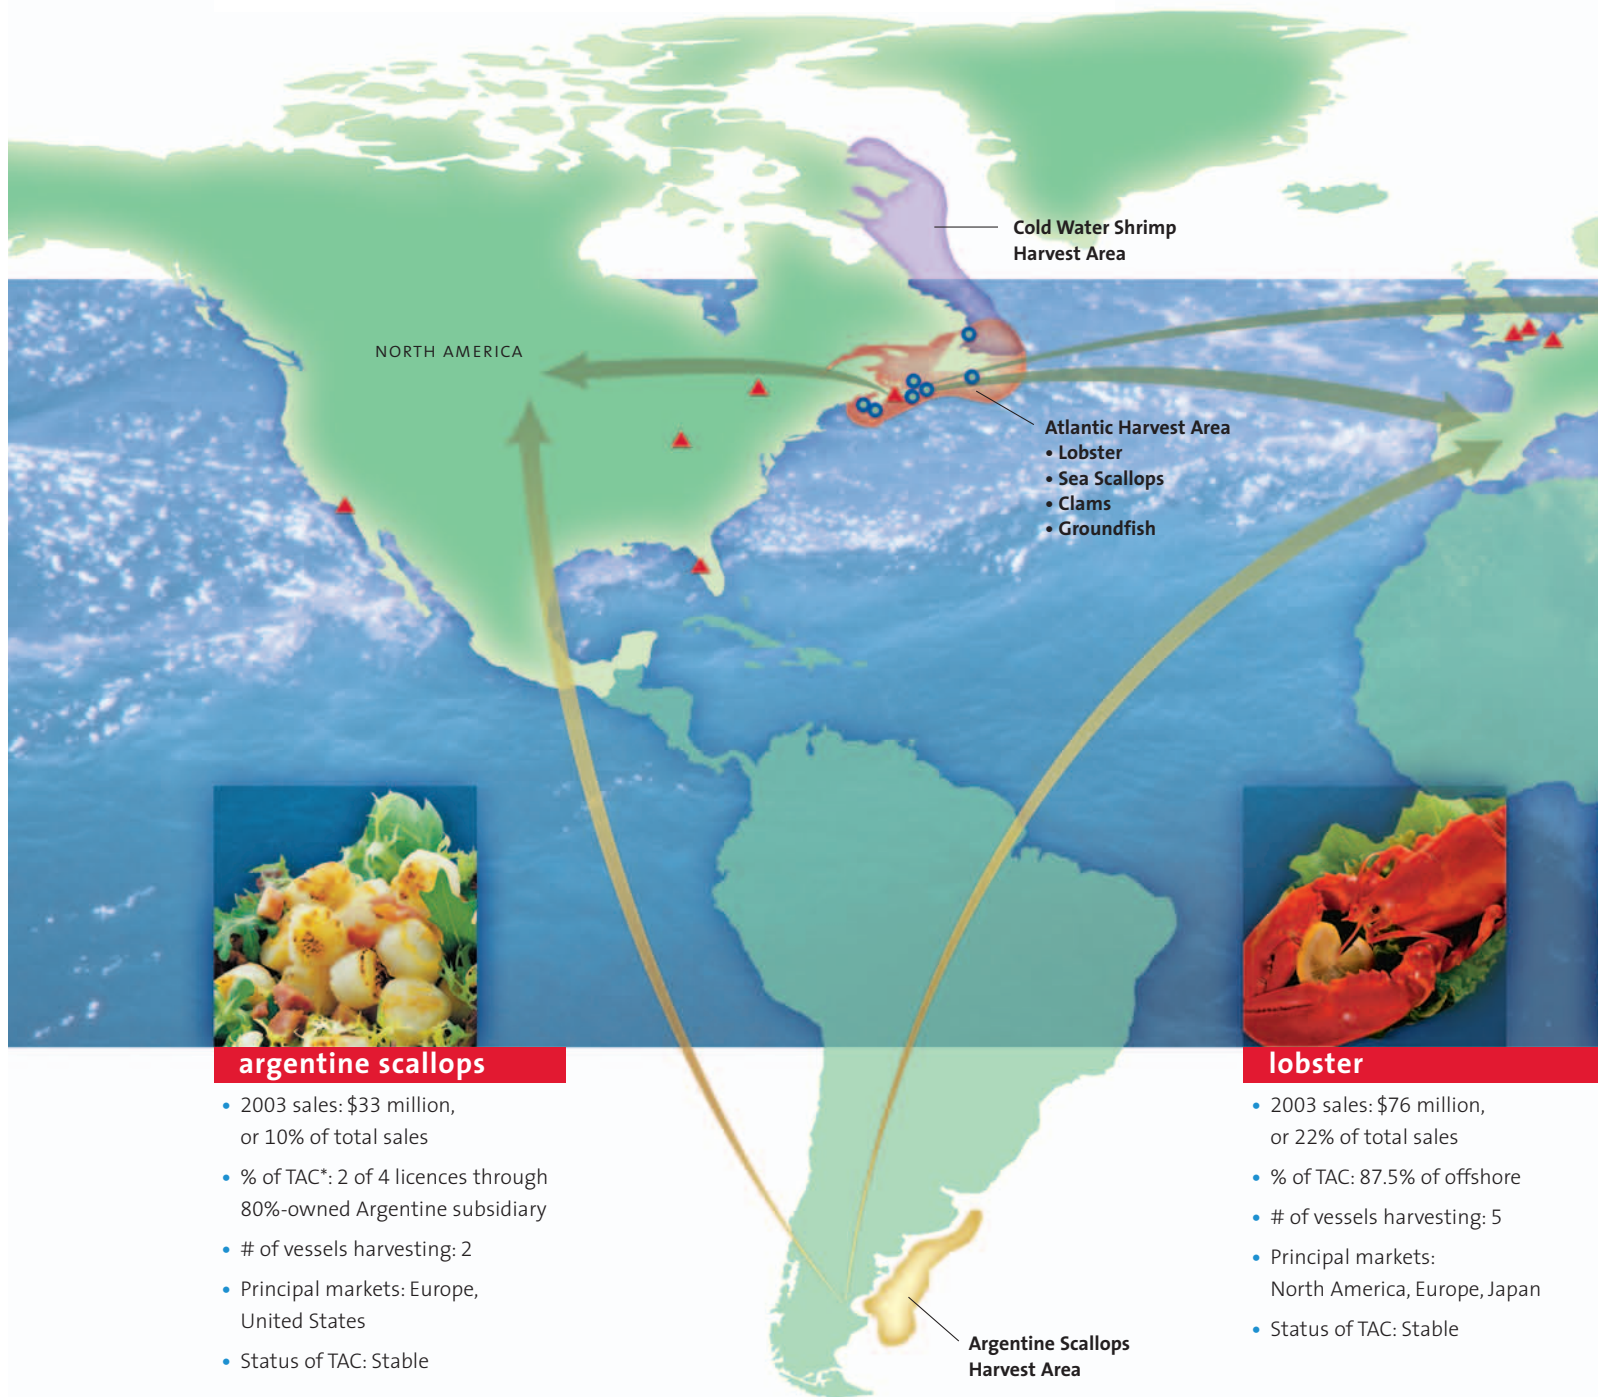 Cold Water Shrimp
Harvest Area
NORTH AMERICA
Atlantic Harvest Area
• Lobster
• Sea Scallops
• Clams
• Groundfish
argentine scallops
• 2003 sales: $33 million,
or 10% of total sales
• % of TAC*: 2 of 4 licences through
80%-owned Argentine subsidiary
• # of vessels harvesting: 2
• Principal markets: Europe,
United States
• Status of TAC: Stable
lobster
• 2003 sales: $76 million,
or 22% of total sales
• % of TAC: 87.5% of offshore
• # of vessels harvesting: 5
• Principal markets:
North America, Europe, Japan
• Status of TAC: Stable
Argentine Scallops
Harvest Area